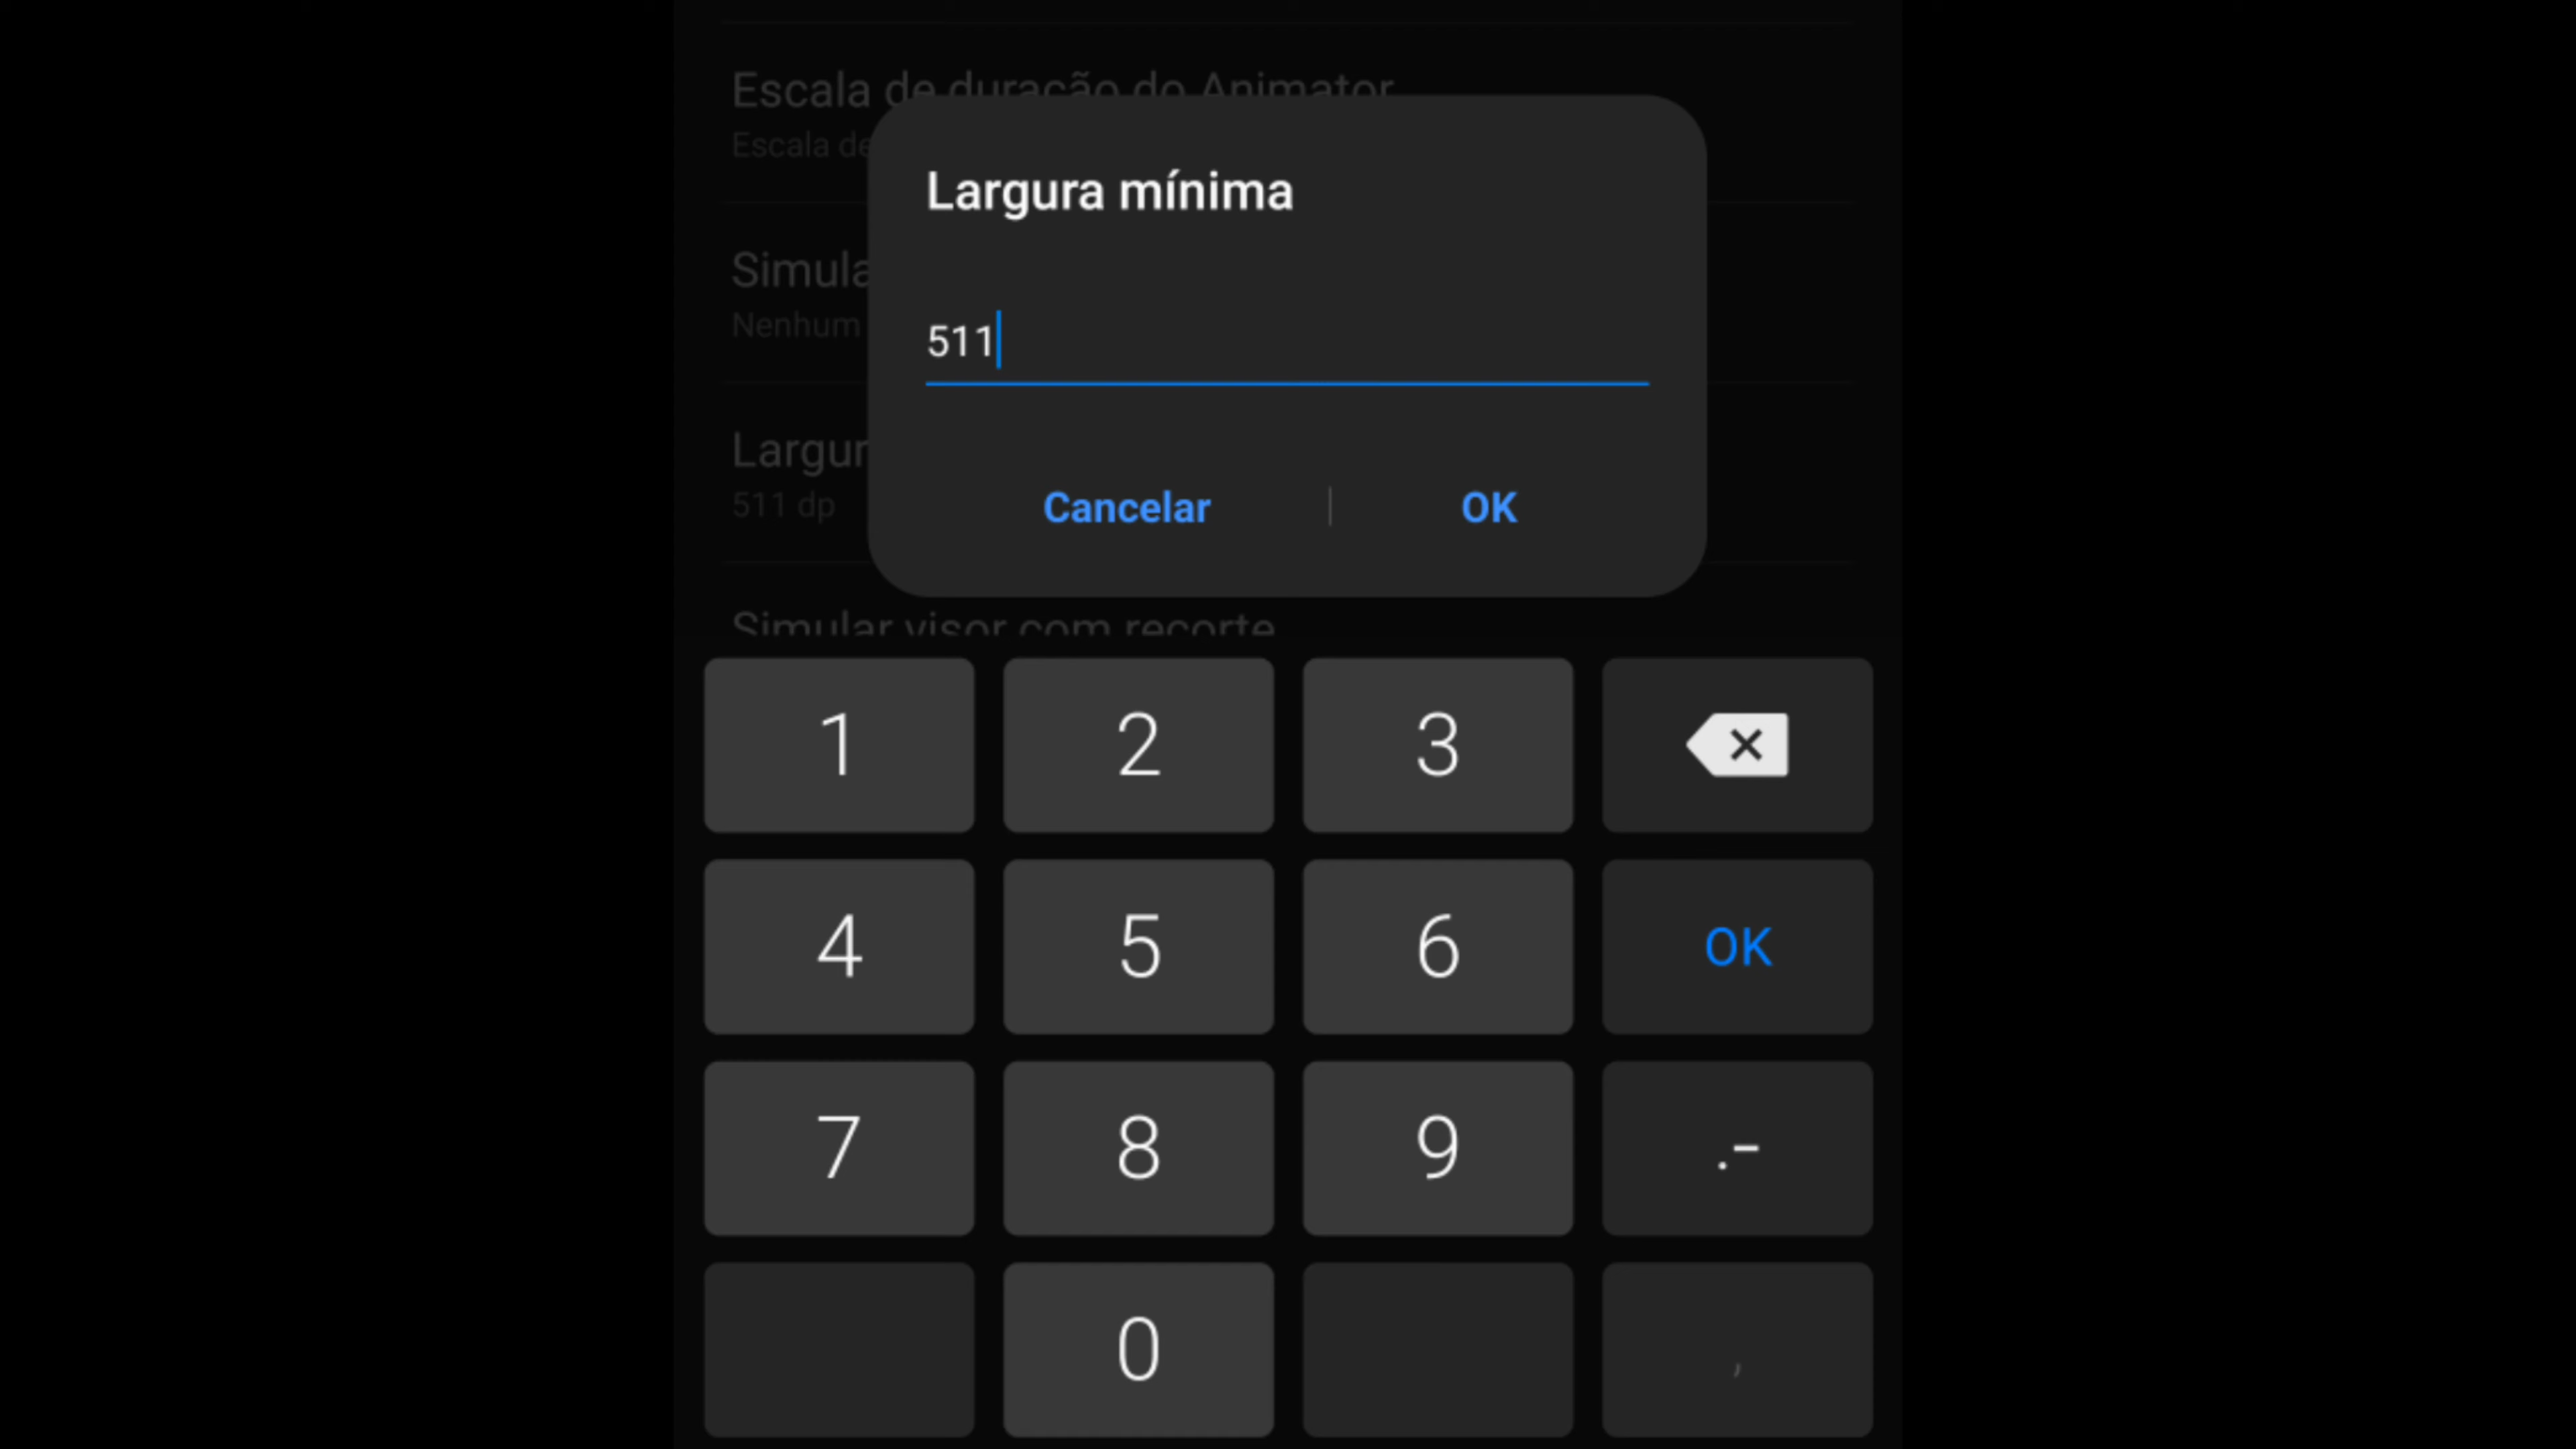 Escala de duração do Animator
Escala de
Largura mínima
Simula
511
Nenhum
Largur
Cancelar
OK
511 dp
Simular visor com recorte
1
2
3
4
5
6
OK
7
8
9
.-
0
,